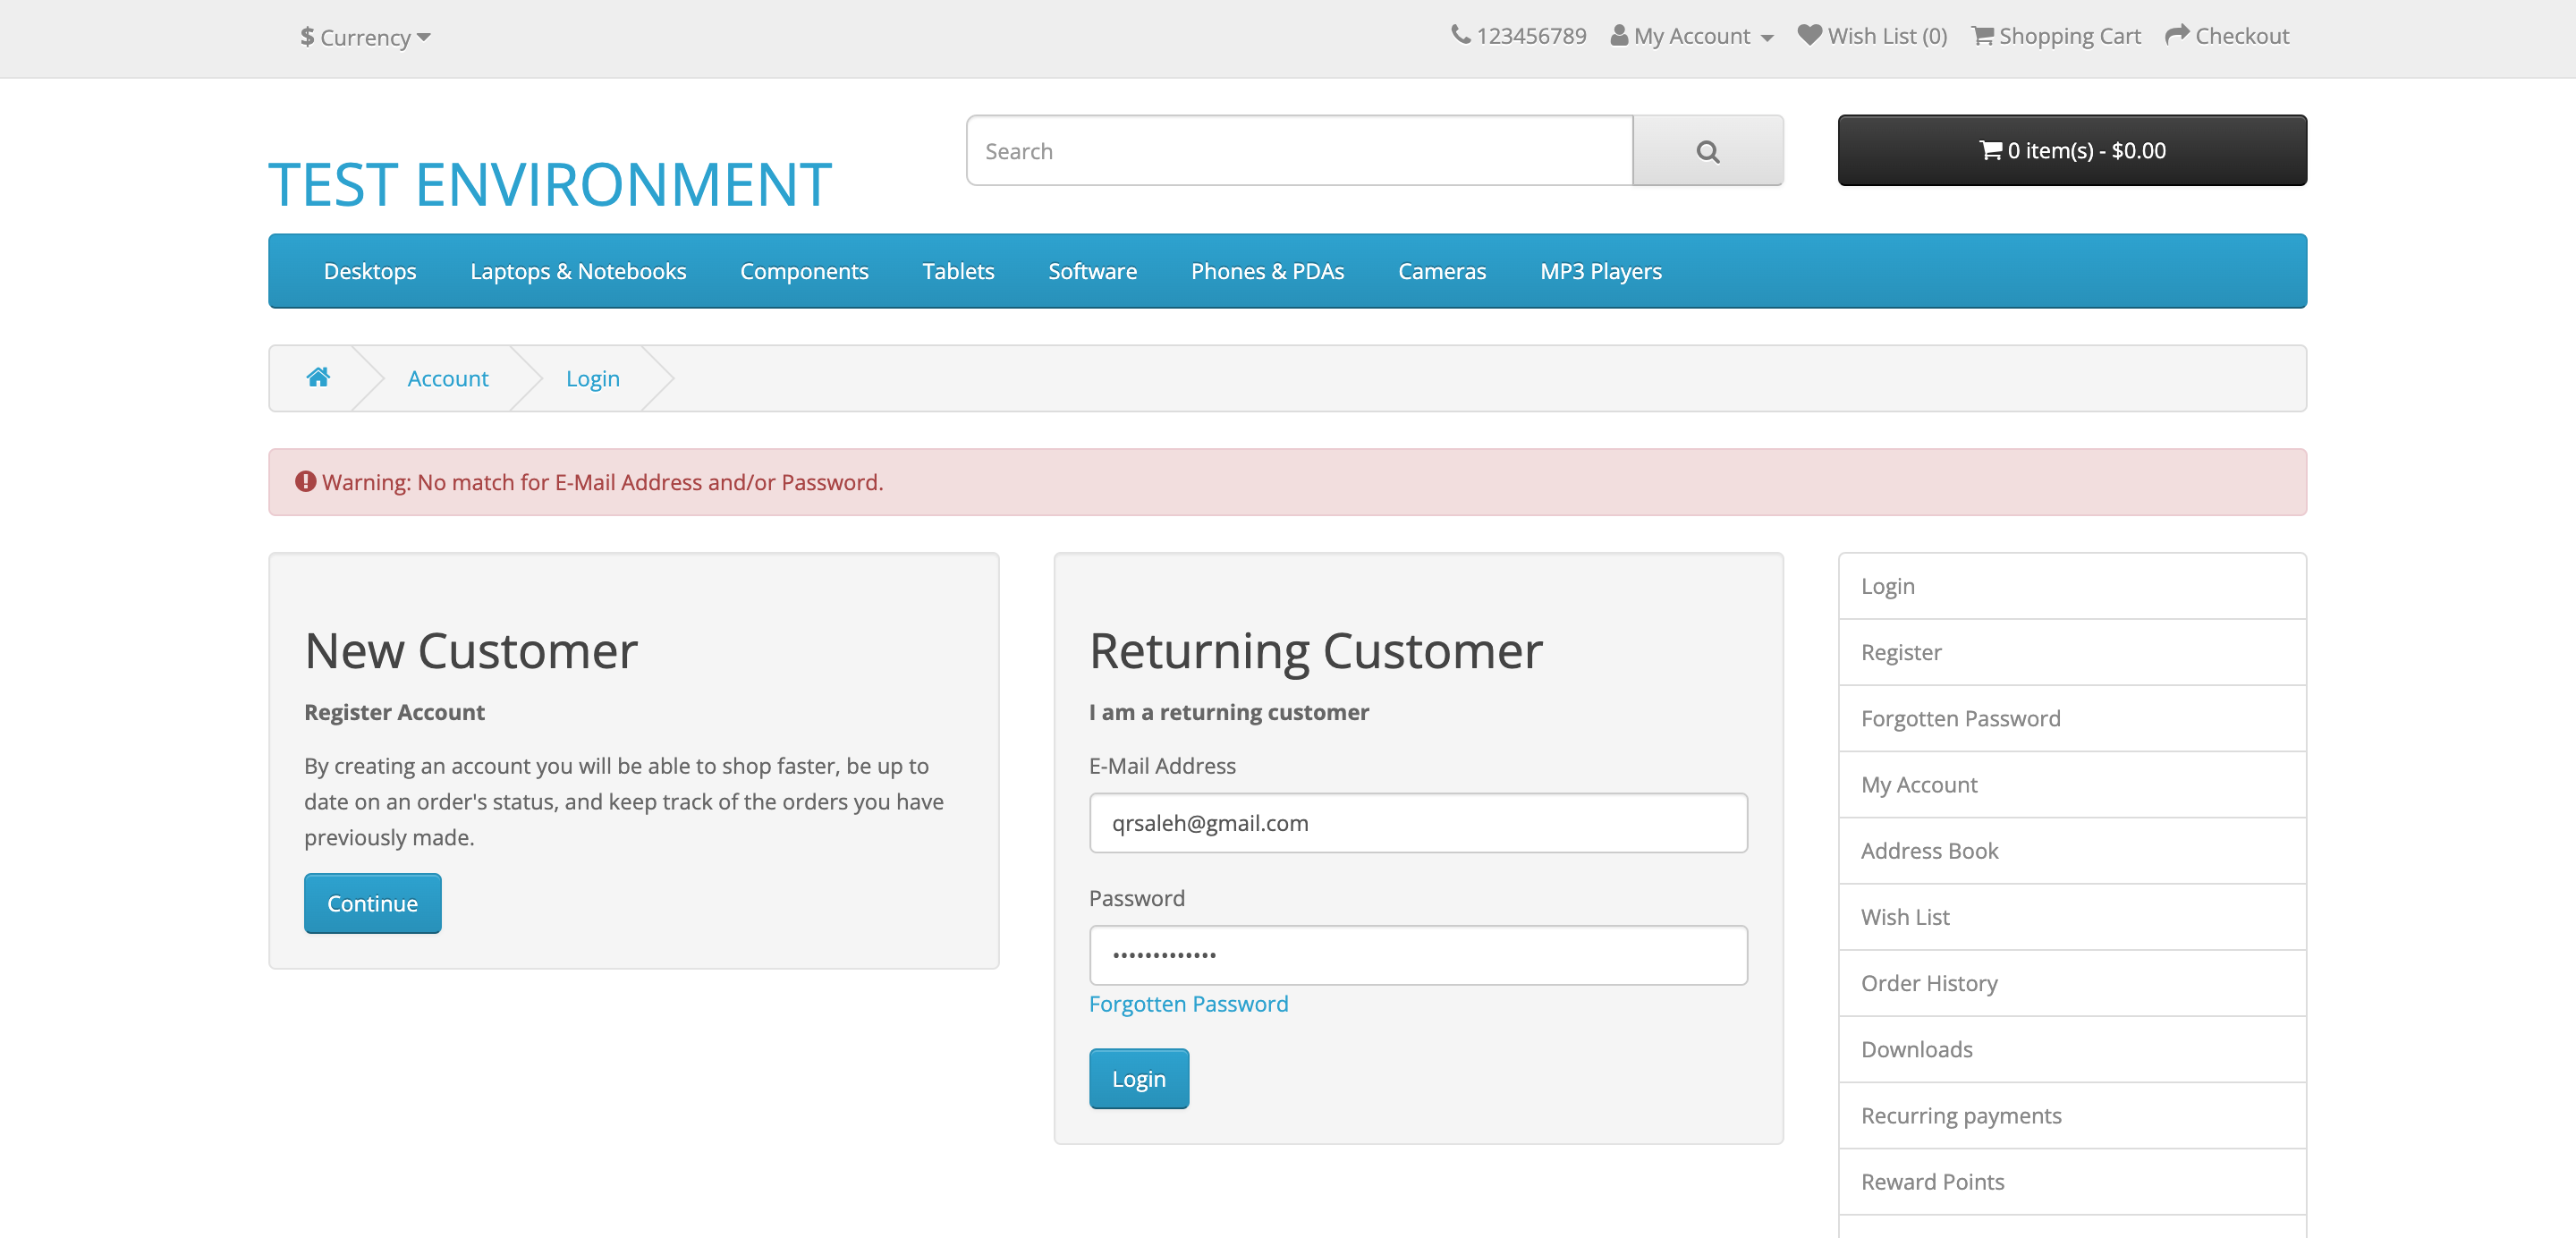 $ Currency
123456789 My Account Wish List (0) Shopping Cart Checkout
TEST ENVIRONMENT
Search
0 item(s) - $0.00
Desktops Laptops & Notebooks Components Tablets Software Phones & PDAs Cameras MP3 Players
Account Login
Warning: No match for E-Mail Address and/or Password.
New Customer
Register Account
By creating an account you will be able to shop faster, be up to
date on an order's status, and keep track of the orders you have
previously made.
Continue
Returning Customer
I am a returning customer
E-Mail Address
qrsaleh@gmail.com
Password
•••••••••••••
Forgotten Password
Login
Login
Register
Forgotten Password
My Account
Address Book
Wish List
Order History
Downloads
Recurring payments
Reward Points